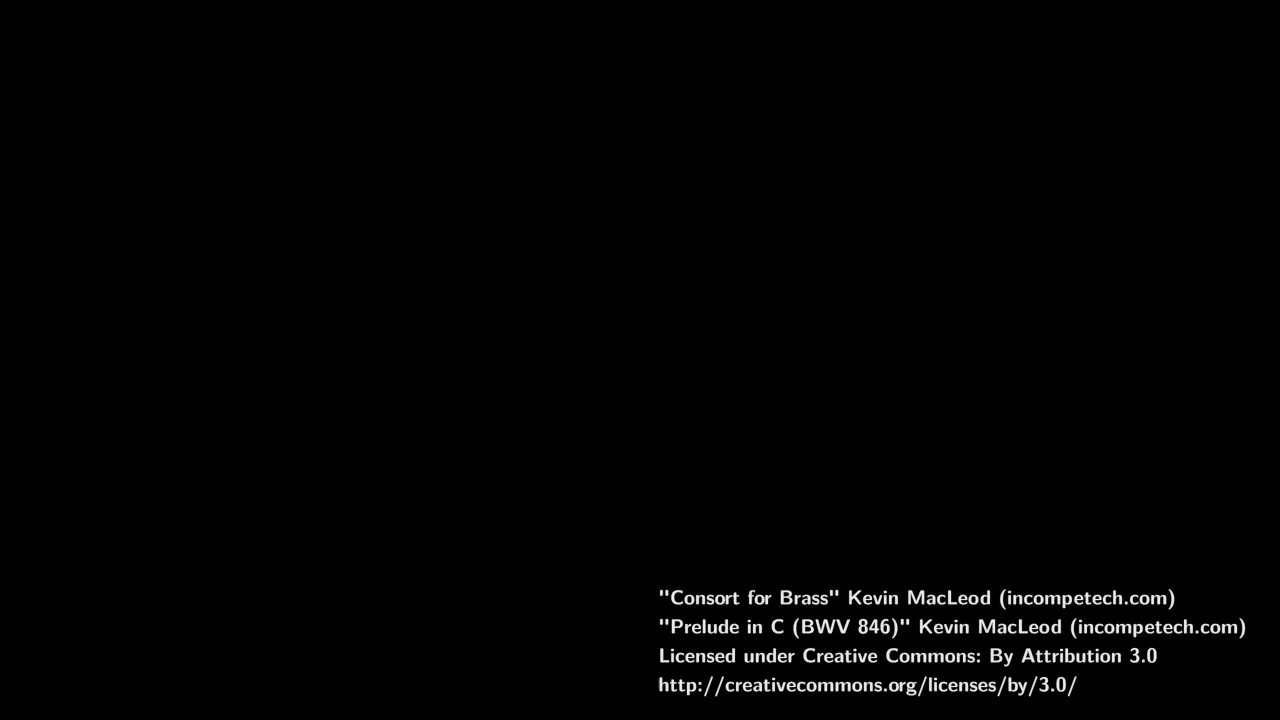 "Consort for Brass" Kevin MacLeod (incompetech.com)
"Prelude in C (BWV 846)" Kevin MacLeod (incompetech.com)
Licensed under Creative Commons: By Attribution 3.0
http://creativecommons.org/licenses/by/3.0/